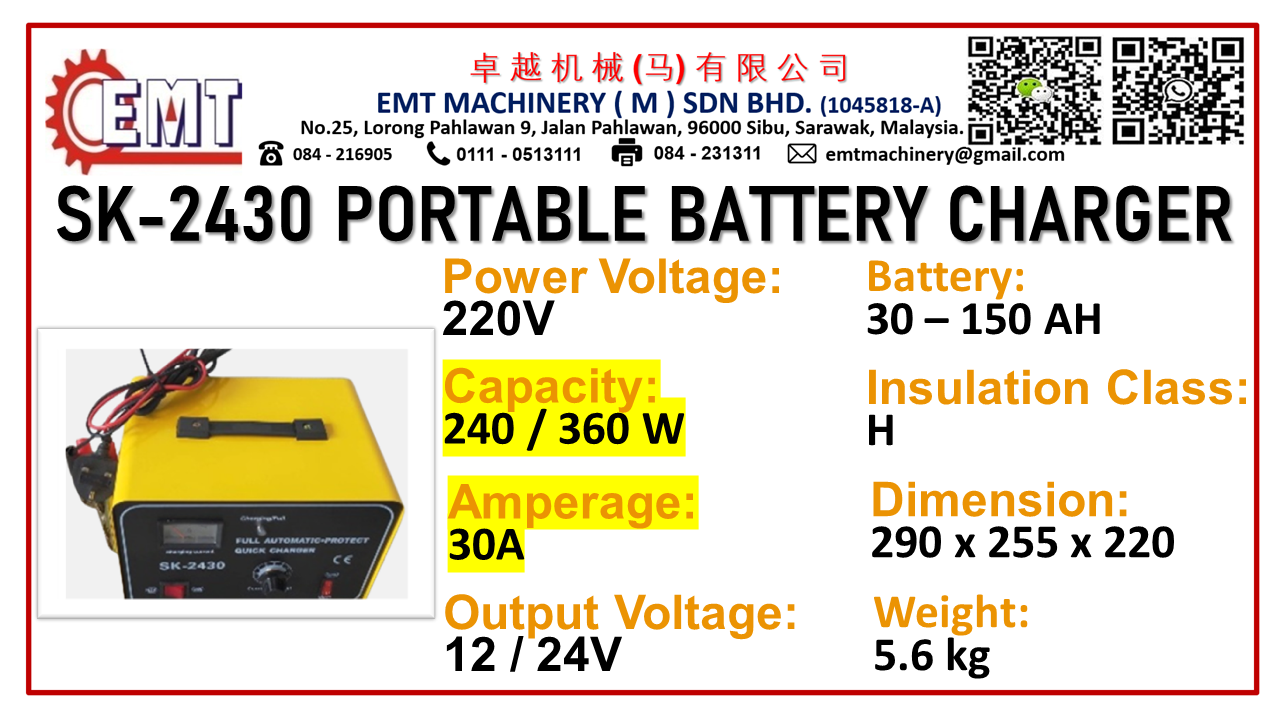 EMT
卓越机械(马)有限公司
EMT MACHINERY ( M ) SDN BHD. (1045818-A)
No.25, Lorong Pahlawan 9, Jalan Pahlawan, 96000 Sibu, Sarawak, Malaysia.
084 - 216905 0111 - 0513111 084 - 231311 emtmachinery@gmail.com
SK-2430 PORTABLE BATTERY CHARGER
Power Voltage:
220V
Capacity:
240 / 360 W
Amperage:
30A
Output Voltage:
12 / 24V
Battery:
30 – 150 AH
Insulation Class:
H
Dimension:
290 x 255 x 220
Weight:
5.6 kg
FULL AUTOMATIC-PROTECT
QUICK CHARGER
CE
SK-2430